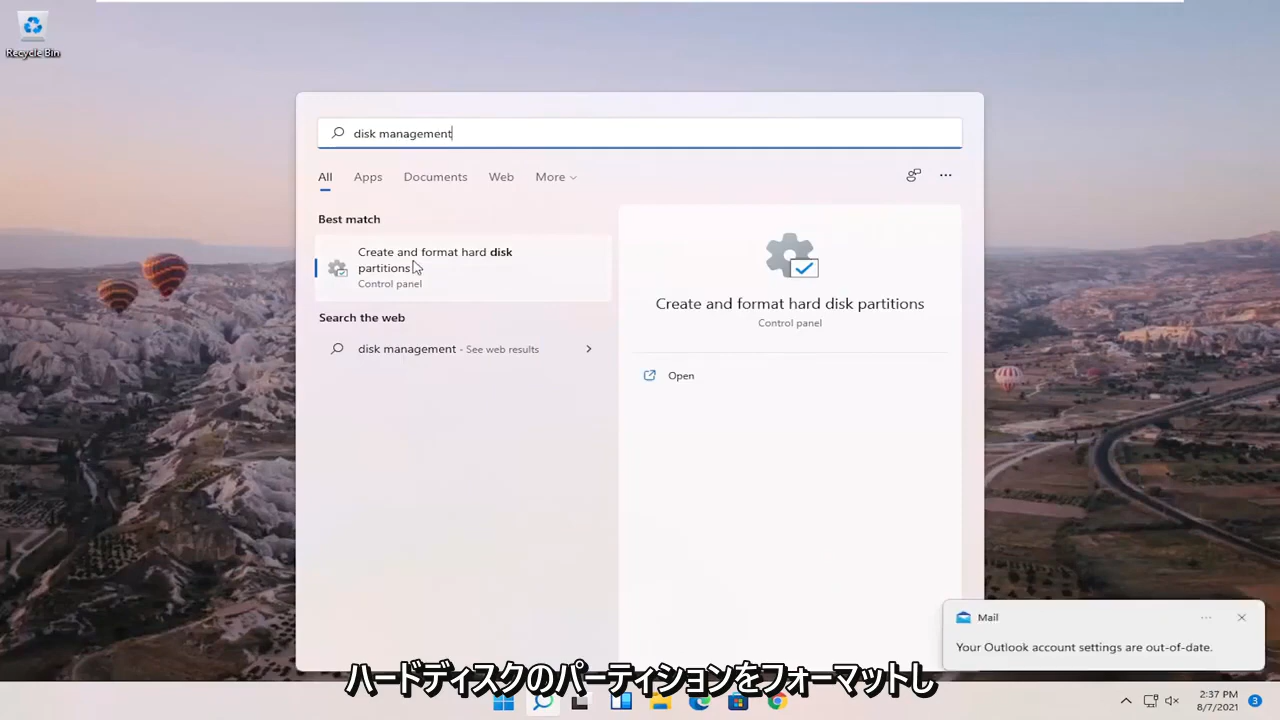 Recycle Bin
disk management
All
Apps
Documents
Web
More
Best match
Create and format hard disk
partitions
Control panel
Search the web
disk management - See web results
Create and format hard disk partitions
Control panel
Open
Mail
Your Outlook account settings are out-of-date.
ハードディスクのパーティションをフォーマットし
2:37 PM
8/7/2021
3